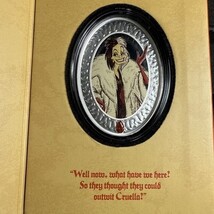 "Well now, what have we here!
So they thought they could
outwit Cruella!"